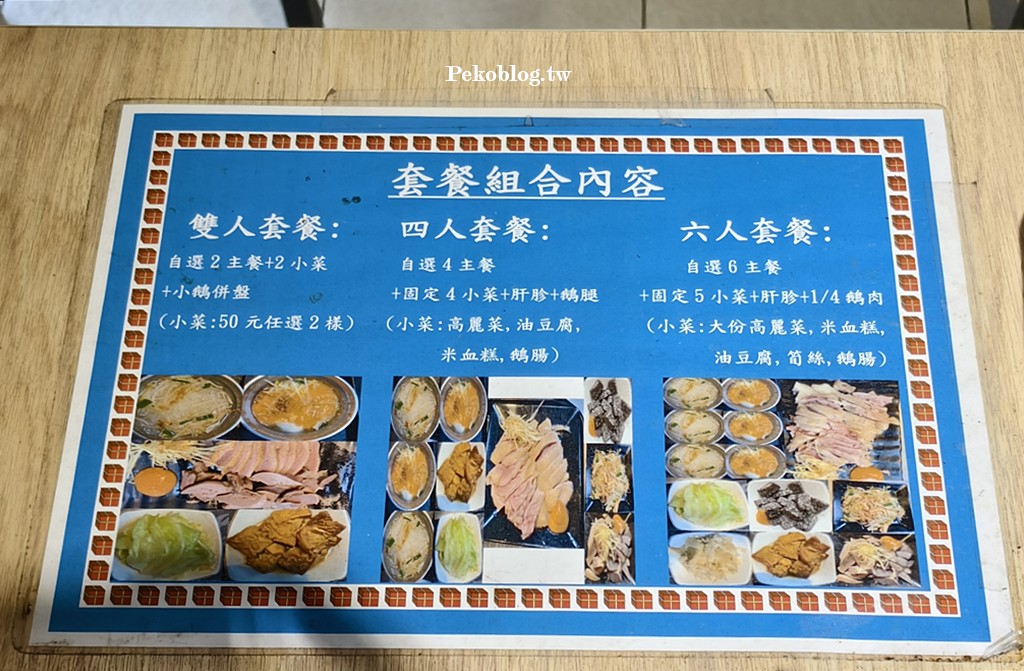 Pekoblog.tw
套餐組合內容
雙人套餐:
自選2主餐+2小菜
+小鵝併盤
(小菜:50元任選2樣)
四人套餐:
自選4主餐
+固定4小菜+肝胗+鵝腿
(小菜:高麗菜,油豆腐,
米血糕,鵝腸)
六人套餐:
自選6主餐
+固定5小菜+肝胗+1/4鵝肉
(小菜:大份高麗菜,米血糕,
油豆腐,筍絲,鵝腸)